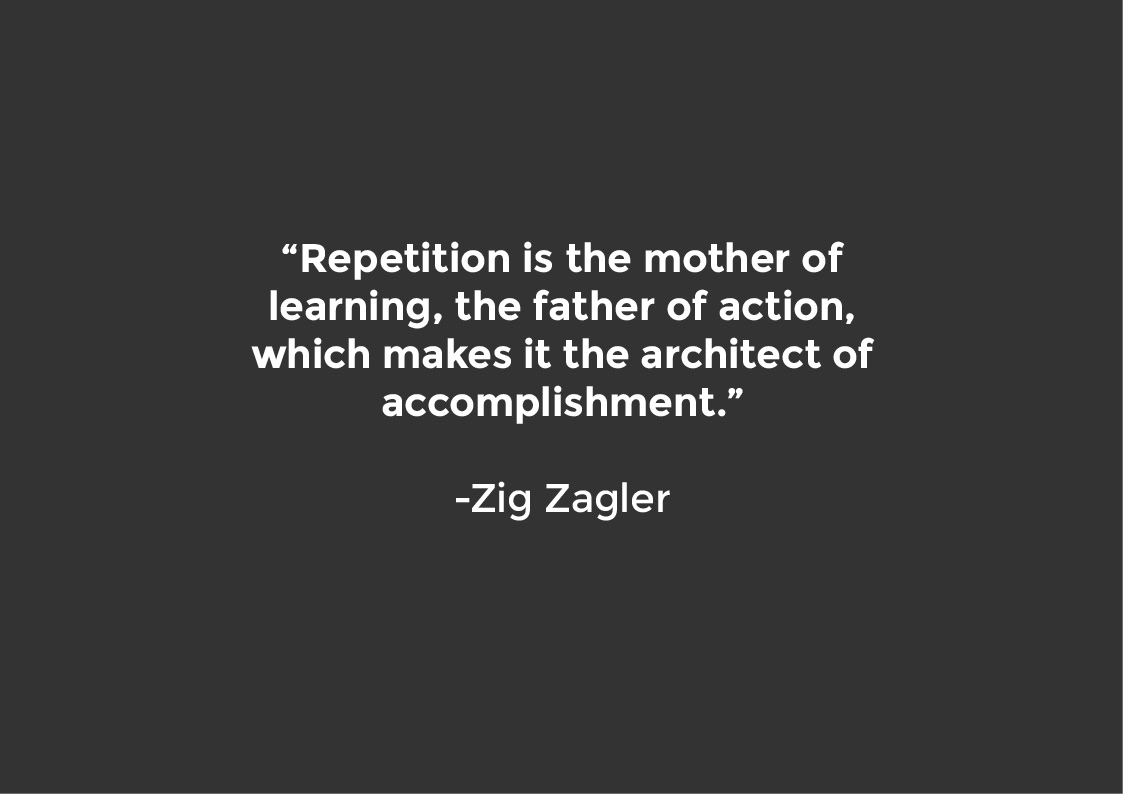 “Repetition is the mother of
learning, the father of action,
which makes it the architect of
accomplishment.”
-Zig Zagler